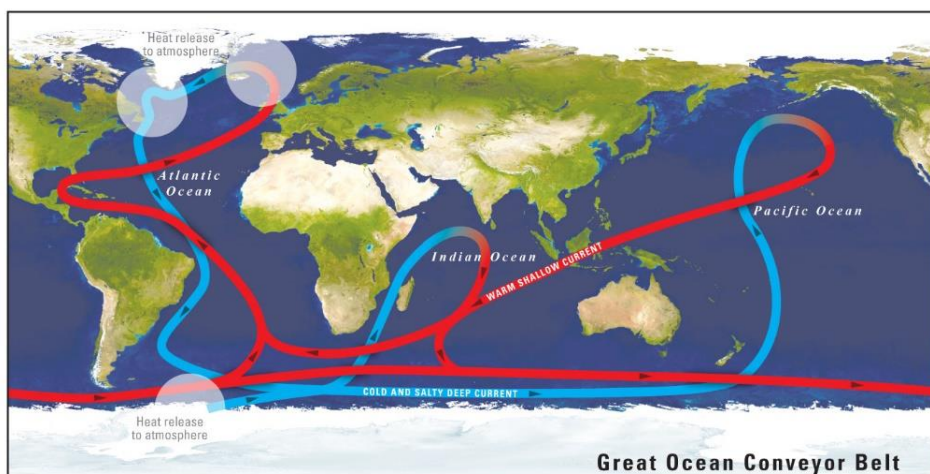 Heat release
to atmosphere
Atlantic
Ocean
Pacific Ocean
Indian Ocean
WARM SHALLOW CURRENT
COLD AND SALTY DEEP CURRENT
Heat release
to atmosphere
Great Ocean Conveyor Belt